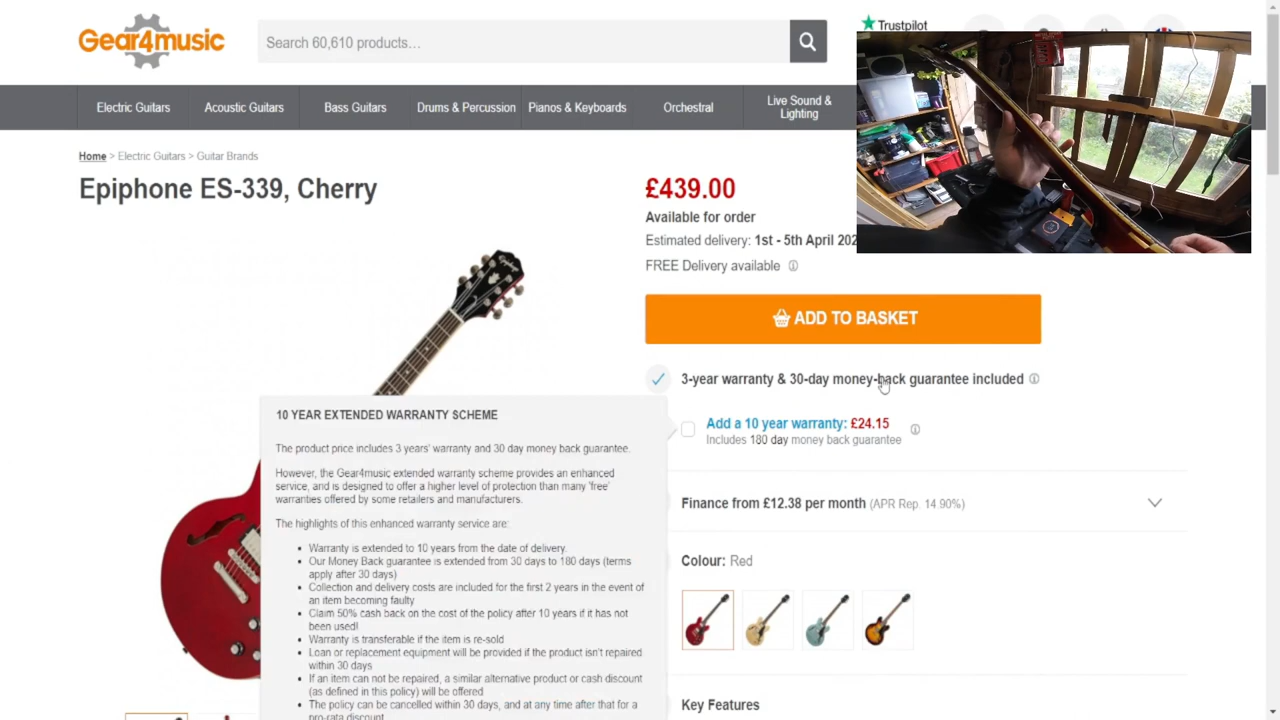 Gear4music
Search 60,610 products...
Trustpilot
Electric Guitars
Acoustic Guitars
Bass Guitars
Drums & Percussion
Pianos & Keyboards
Orchestral
Live Sound &
Lighting
Home > Electric Guitars > Guitar Brands
Epiphone ES-339, Cherry
£439.00
Available for order
Estimated delivery: 1st - 5th April
FREE Delivery available
ADD TO BASKET
3-year warranty & 30-day money-back guarantee included
Add a 10 year warranty: £24.15
Includes 180 day money back guarantee
10 YEAR EXTENDED WARRANTY SCHEME
The product price includes 3 years' warranty and 30 day money back guarantee.
However, the Gear4music extended warranty scheme provides an enhanced
service, and is designed to offer a higher level of protection than many 'free'
warranties offered by some retailers and manufacturers.
The highlights of this enhanced warranty service are:
• Warranty is extended to 10 years from the date of delivery.
• Our Money Back guarantee is extended from 30 days to 180 days (terms
apply after 30 days)
• Collection and delivery costs are included for the first 2 years in the event of
an item becoming faulty
• Claim 50% cash back on the cost of the policy after 10 years if it has not
been used!
• Warranty is transferable if the item is re-sold
• Loan or replacement equipment will be provided if the product isn't repaired
within 30 days
• If an item can not be repaired, a similar alternative product or cash discount
(as defined in this policy) will be offered
• The policy can be cancelled within 30 days, and at any time after that for a
pro-rata discount
Finance from £12.38 per month (APR Rep. 14.90%)
Colour: Red
Key Features
Epiphone